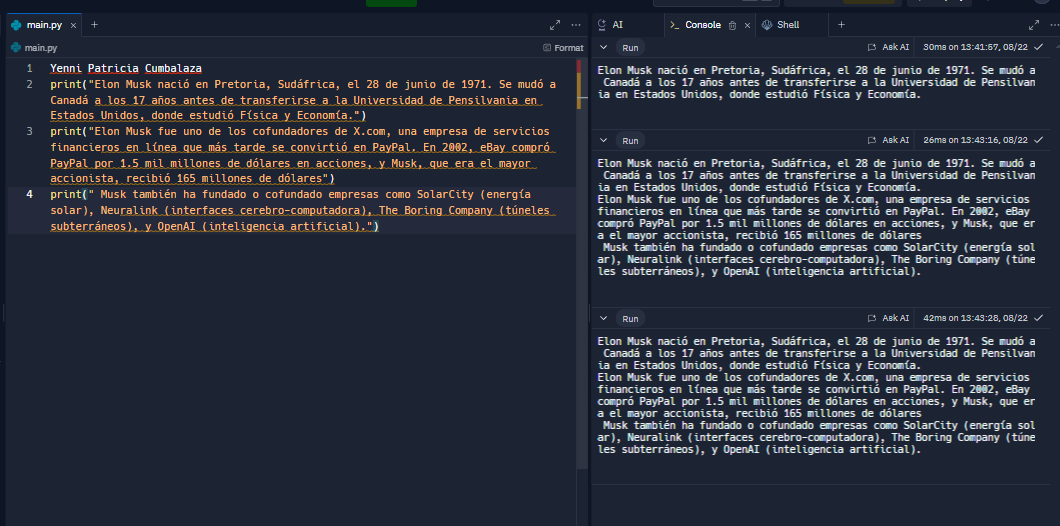 main.py × +
AI
Console ×
Shell
+
main.py
Format
1 Yenni Patricia Cumbalaza
2 print("Elon Musk nació en Pretoria, Sudáfrica, el 28 de junio de 1971. Se mudó a
Canadá a los 17 años antes de transferirse a la Universidad de Pensilvania en
Estados Unidos, donde estudió Física y Economía.")
3 print("Elon Musk fue uno de los cofundadores de X.com, una empresa de servicios
financieros en línea que más tarde se convirtió en PayPal. En 2002, eBay compró
PayPal por 1.5 mil millones de dólares en acciones, y Musk, que era el mayor
accionista, recibió 165 millones de dólares")
4 print(" Musk también ha fundado o cofundado empresas como SolarCity (energía
solar), Neuralink (interfaces cerebro-computadora), The Boring Company (túneles
subterráneos), y OpenAI (inteligencia artificial).")
Run
Ask AI
30ms on 13:41:57, 08/22
Elon Musk nació en Pretoria, Sudáfrica, el 28 de junio de 1971. Se mudó a
Canadá a los 17 años antes de transferirse a la Universidad de Pensilvan
ia en Estados Unidos, donde estudió Física y Economía.
Run
Ask AI
26ms on 13:43:16, 08/22
Elon Musk nació en Pretoria, Sudáfrica, el 28 de junio de 1971. Se mudó a
Canadá a los 17 años antes de transferirse a la Universidad de Pensilvan
ia en Estados Unidos, donde estudió Física y Economía.
Elon Musk fue uno de los cofundadores de X.com, una empresa de servicios
financieros en línea que más tarde se convirtió en PayPal. En 2002, eBay
compró PayPal por 1.5 mil millones de dólares en acciones, y Musk, que er
a el mayor accionista, recibió 165 millones de dólares
Musk también ha fundado o cofundado empresas como SolarCity (energía sol
ar), Neuralink (interfaces cerebro-computadora), The Boring Company (túne
les subterráneos), y OpenAI (inteligencia artificial).
Run
Ask AI
42ms on 13:43:28, 08/22
Elon Musk nació en Pretoria, Sudáfrica, el 28 de junio de 1971. Se mudó a
Canadá a los 17 años antes de transferirse a la Universidad de Pensilvan
ia en Estados Unidos, donde estudió Física y Economía.
Elon Musk fue uno de los cofundadores de X.com, una empresa de servicios
financieros en línea que más tarde se convirtió en PayPal. En 2002, eBay
compró PayPal por 1.5 mil millones de dólares en acciones, y Musk, que er
a el mayor accionista, recibió 165 millones de dólares
Musk también ha fundado o cofundado empresas como SolarCity (energía sol
ar), Neuralink (interfaces cerebro-computadora), The Boring Company (túne
les subterráneos), y OpenAI (inteligencia artificial).